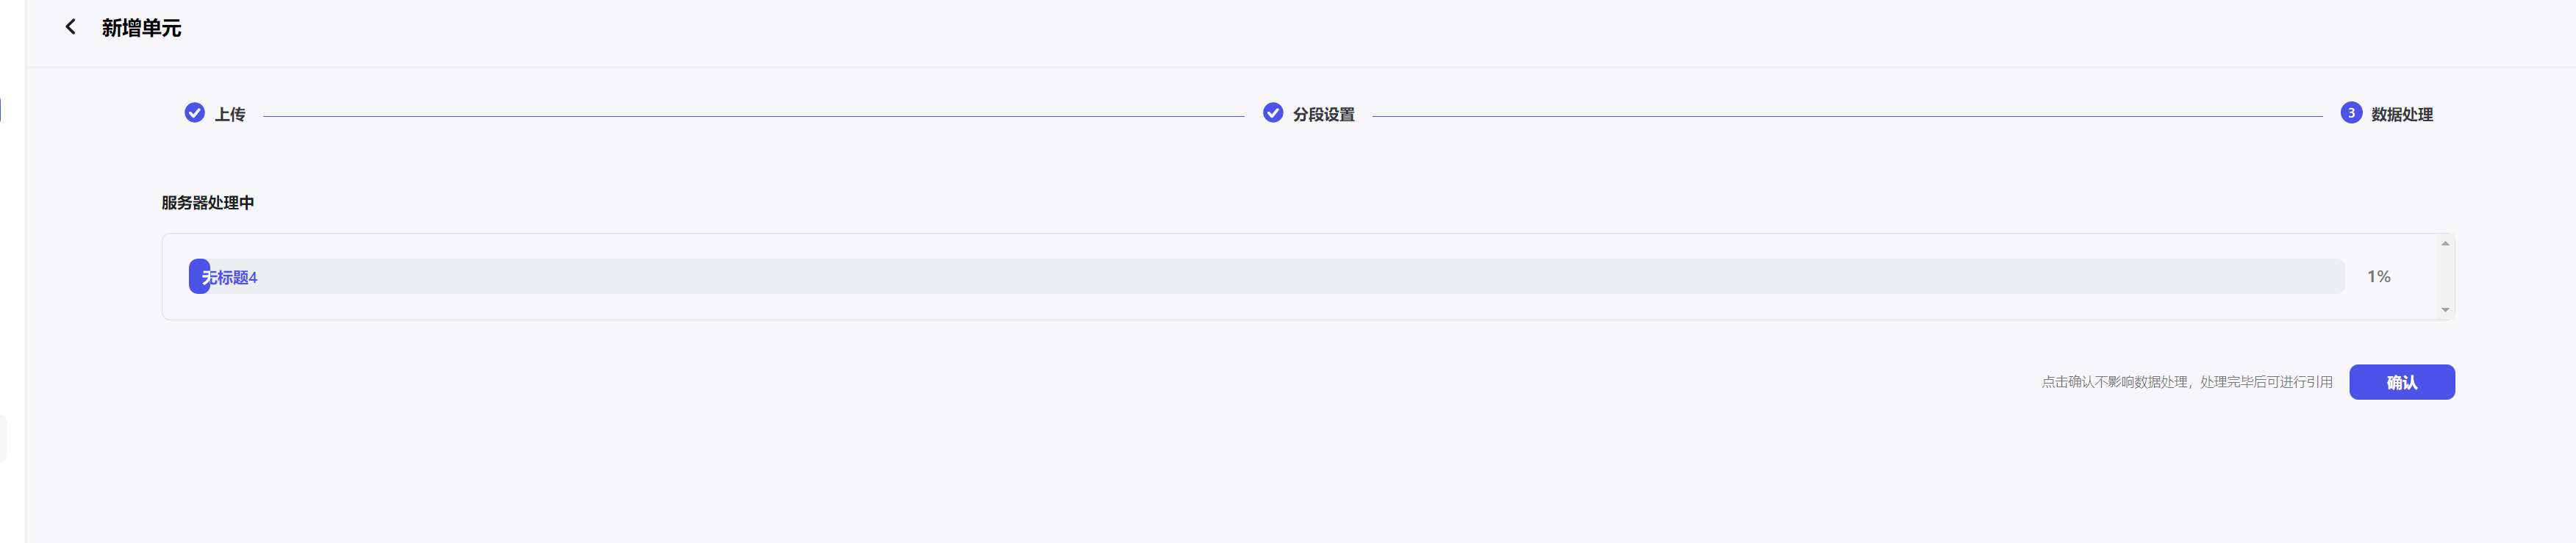 新增单元
上传
分段设置
3 数据处理
服务器处理中
无标题4
1%
点击确认不影响数据处理，处理完毕后可进行引用
确认